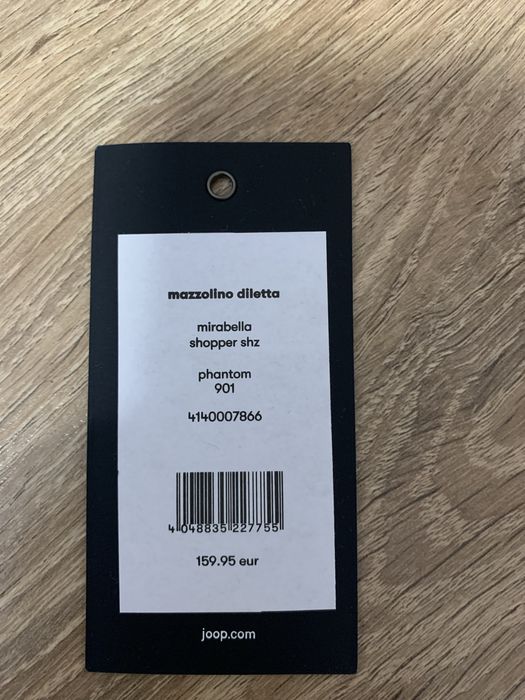 mazzolino diletta
mirabella
shopper shz
phantom
901
4140007866
4 048835 227755
159.95 eur
joop.com